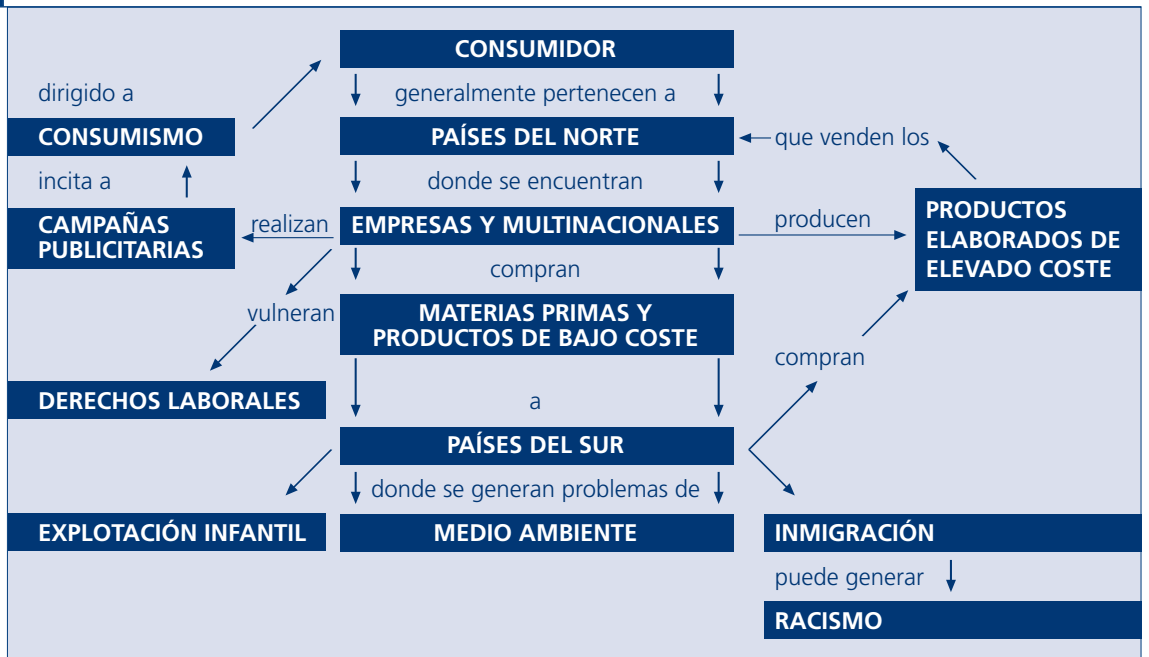 CONSUMIDOR
dirigido a
generalmente pertenecen a
CONSUMISMO
PAÍSES DEL NORTE
que venden los
incita a
donde se encuentran
CAMPAÑAS
PUBLICITARIAS
realizan
EMPRESAS Y MULTINACIONALES
producen
PRODUCTOS
ELABORADOS DE
ELEVADO COSTE
compran
vulneran
MATERIAS PRIMAS Y
PRODUCTOS DE BAJO COSTE
compran
DERECHOS LABORALES
a
PAÍSES DEL SUR
donde se generan problemas de
EXPLOTACIÓN INFANTIL
MEDIO AMBIENTE
INMIGRACIÓN
puede generar
RACISMO